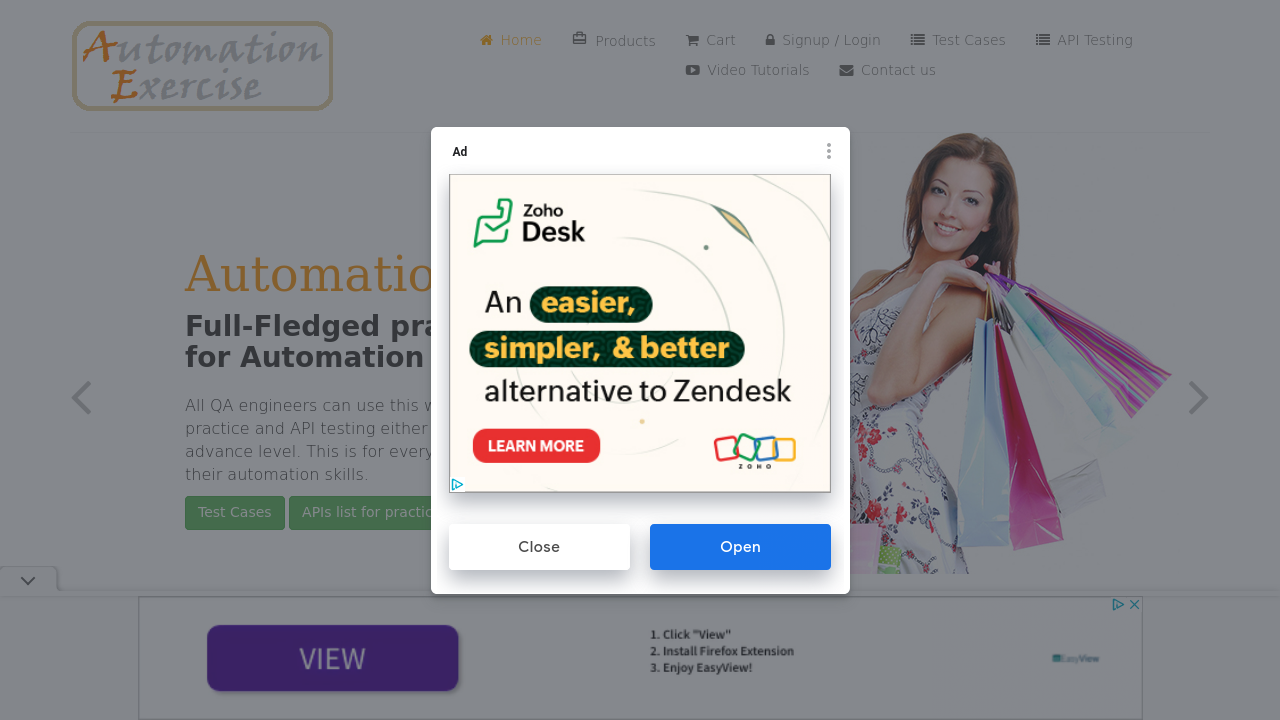 Automation
Exercise
Home
Products
Cart
Signup / Login
Test Cases
API Testing
Video Tutorials
Contact us
Ad
Zoho
Desk
An easier,
simpler, & better
alternative to Zendesk
LEARN MORE
ZOHO
Close
Open
Automatio
Full-Fledged pra
for Automation
All QA engineers can use this w
practice and API testing either
advance level. This is for every
their automation skills.
Test Cases
APIs list for practic
VIEW
1. Click "View"
2. Install Firefox Extension
3. Enjoy EasyView!
EasyView